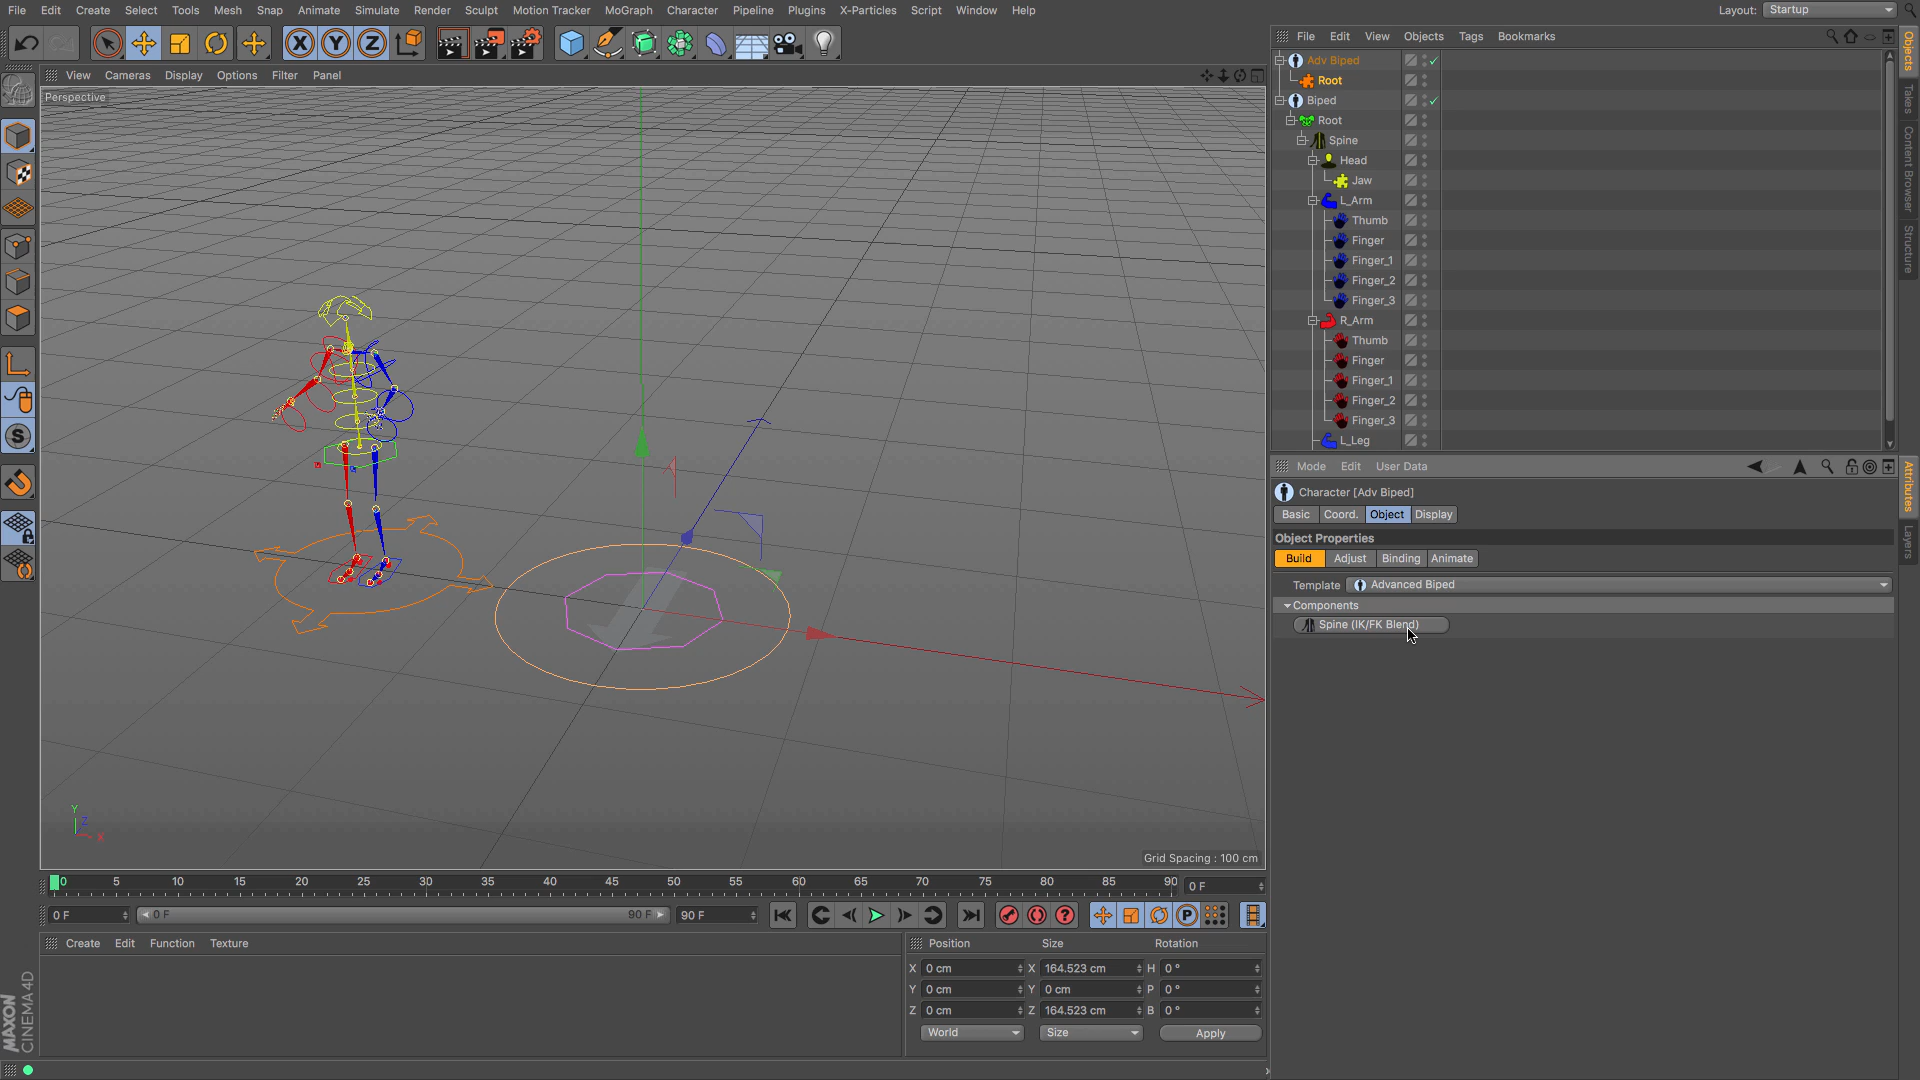 File Edit Create Select Tools Mesh Snap Animate Simulate Render Sculpt Motion Tracker MoGraph Character Pipeline Plugins X-Particles Script Window Help Layout: Startup
File Edit View Objects Tags Bookmarks
View Cameras Display Options Filter Panel
Perspective
Adv Biped
Root
Biped
Root
Spine
Head
Jaw
L_Arm
Thumb
Finger
Finger_1
Finger_2
Finger_3
R_Arm
Thumb
Finger
Finger_1
Finger_2
Finger_3
L_Leg
Objects
Takes
Content Browser
Structure
Mode Edit User Data
Character [Adv Biped]
Basic Coord. Object Display
Object Properties
Build Adjust Binding Animate
Template Advanced Biped
Components
Spine (IK/FK Blend)
Attributes
Layers
Y
Z
X
Grid Spacing : 100 cm
0 5 10 15 20 25 30 35 40 45 50 55 60 65 70 75 80 85 90 0 F
0 F 0 F 90 F 90 F
Create Edit Function Texture
Position Size Rotation
X 0 cm X 164.523 cm H 0 °
Y 0 cm Y 0 cm P 0 °
Z 0 cm Z 164.523 cm B 0 °
World Size Apply
MAXON
CINEMA 4D